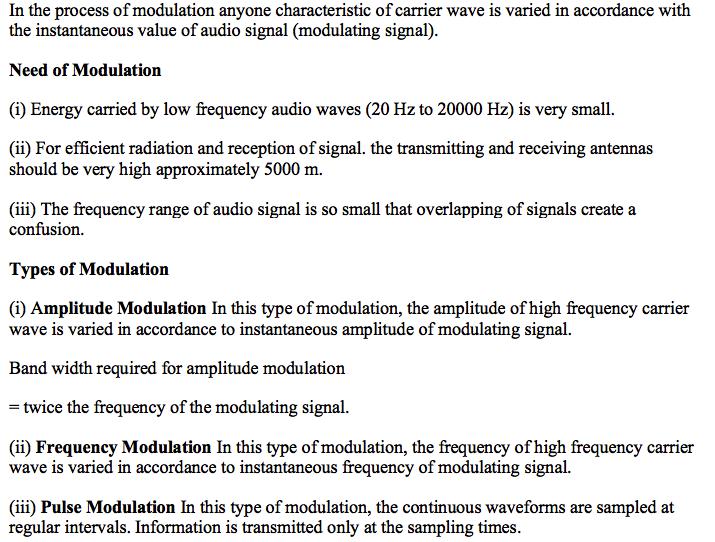 In the process of modulation anyone characteristic of carrier wave is varied in accordance with
the instantaneous value of audio signal (modulating signal).
Need of Modulation
(i) Energy carried by low frequency audio waves (20 Hz to 20000 Hz) is very small.
(ii) For efficient radiation and reception of signal. the transmitting and receiving antennas
should be very high approximately 5000 m.
(iii) The frequency range of audio signal is so small that overlapping of signals create a
confusion.
Types of Modulation
(i) Amplitude Modulation In this type of modulation, the amplitude of high frequency carrier
wave is varied in accordance to instantaneous amplitude of modulating signal.
Band width required for amplitude modulation
= twice the frequency of the modulating signal.
(ii) Frequency Modulation In this type of modulation, the frequency of high frequency carrier
wave is varied in accordance to instantaneous frequency of modulating signal.
(iii) Pulse Modulation In this type of modulation, the continuous waveforms are sampled at
regular intervals. Information is transmitted only at the sampling times.